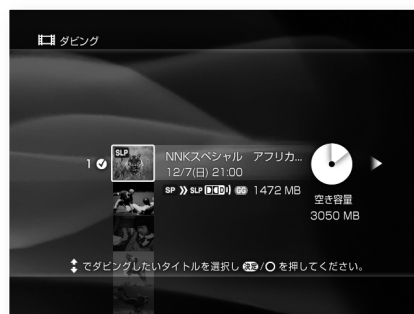 ダビング
SLP
1
NNKスペシャル アフリカ...
12/7(日) 21:00
SP SLP 1472 MB
空き容量
3050 MB
でダビングしたいタイトルを選択し 決定/○ を押してください。